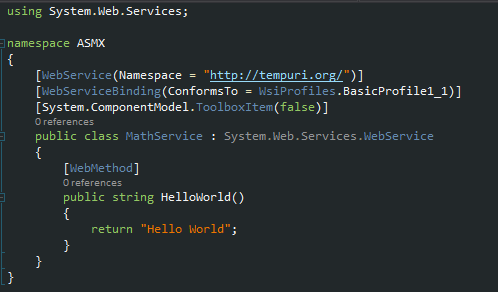 using System.Web.Services;
namespace ASMX
{
[WebService(Namespace = "http://tempuri.org/")]
[WebServiceBinding(ConformsTo = WsiProfiles.BasicProfile1_1)]
[System.ComponentModel.ToolboxItem(false)]
0 references
public class MathService : System.Web.Services.WebService
{
[WebMethod]
0 references
public string HelloWorld()
{
return "Hello World";
}
}
}